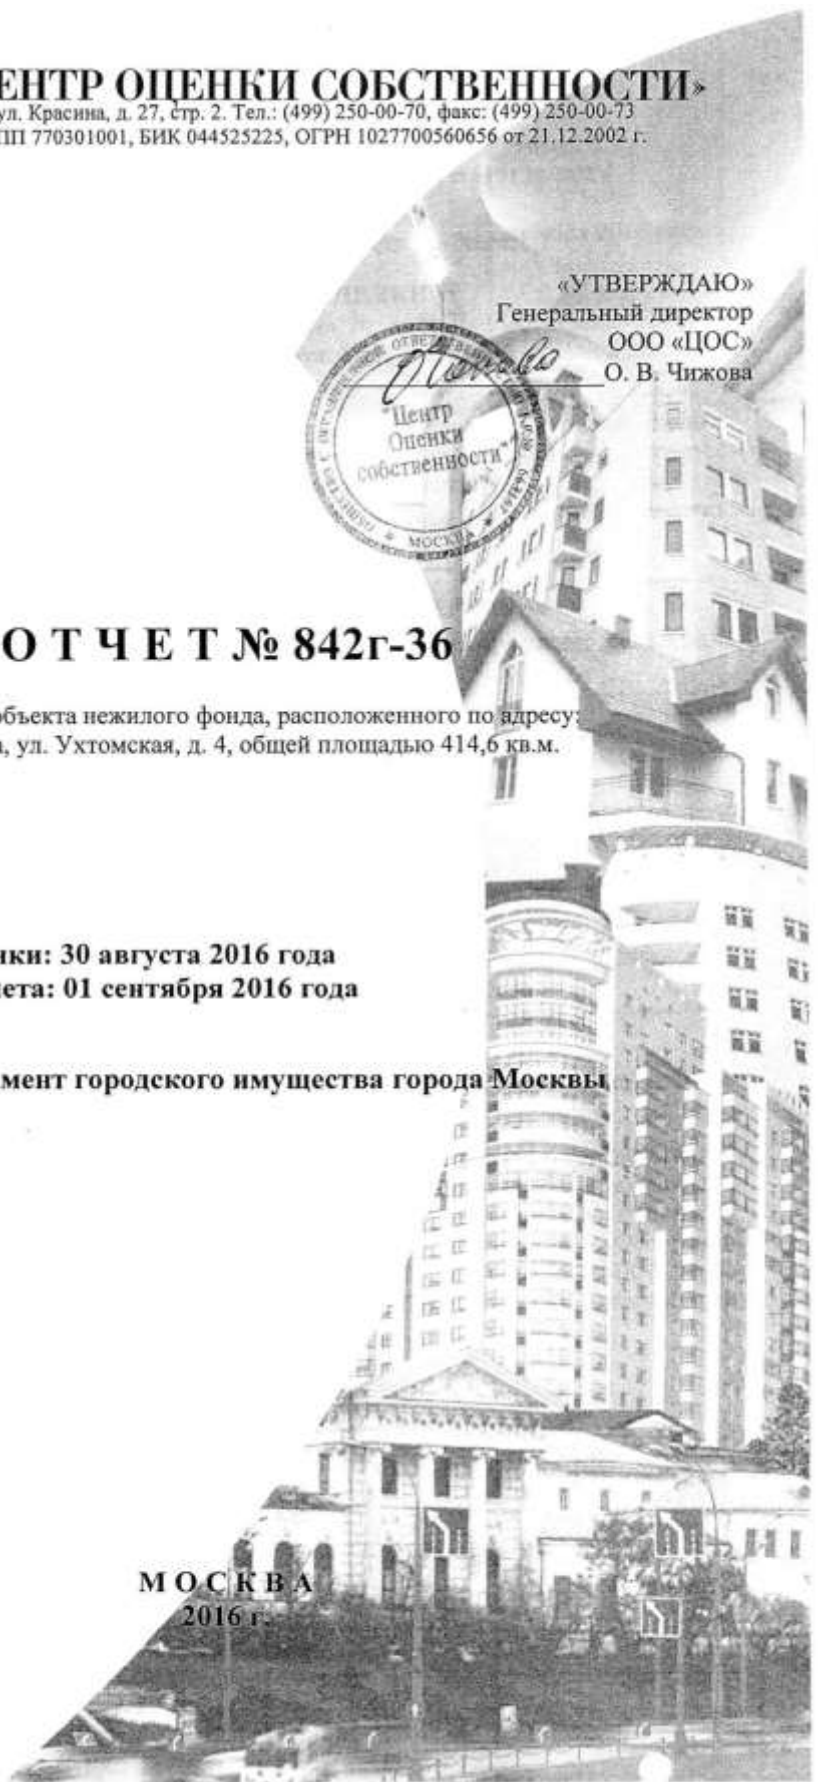 ЕНТР ОЦЕНКИ СОБСТВЕННОСТИ»
ул. Красина, д. 27, стр. 2. Тел.: (499) 250-00-70, факс: (499) 250-00-73
ПП 770301001, БИК 044525225, ОГРН 1027700560656 от 21.12.2002 г.
«УТВЕРЖДАЮ»
Генеральный директор
ООО «ЦОС»
О. В. Чижова
"Центр
Оценки
собственности"
МОСКВА
О Т Ч Е Т № 842г-36
объекта нежилого фонда, расположенного по адресу:
а, ул. Ухтомская, д. 4, общей площадью 414,6 кв.м.
нки: 30 августа 2016 года
чета: 01 сентября 2016 года
мент городского имущества города Москвы
М О С К В А
2016 г.